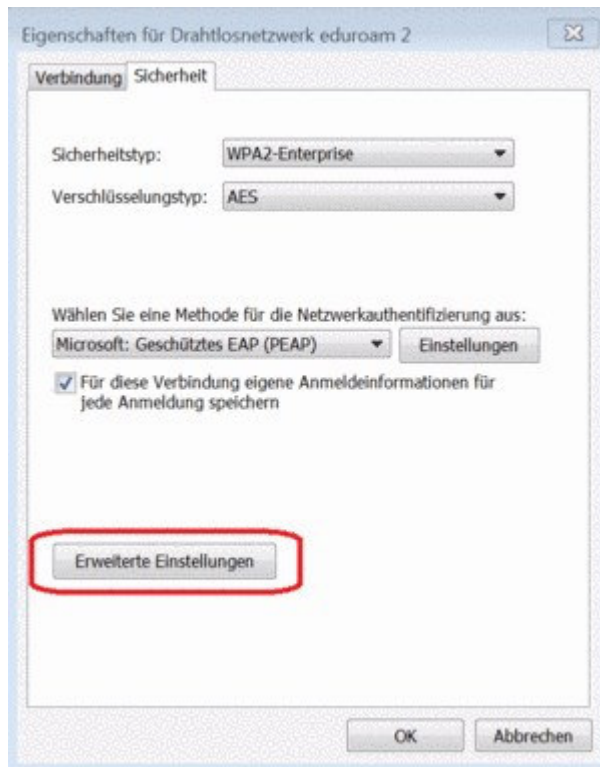 Eigenschaften für Drahtlosnetzwerk eduroam 2
Verbindung Sicherheit
Sicherheitstyp: WPA2-Enterprise
Verschlüsselungstyp: AES
Wählen Sie eine Methode für die Netzwerkauthentifizierung aus:
Microsoft: Geschütztes EAP (PEAP) Einstellungen
Für diese Verbindung eigene Anmeldeinformationen für
jede Anmeldung speichern
Erweiterte Einstellungen
OK Abbrechen